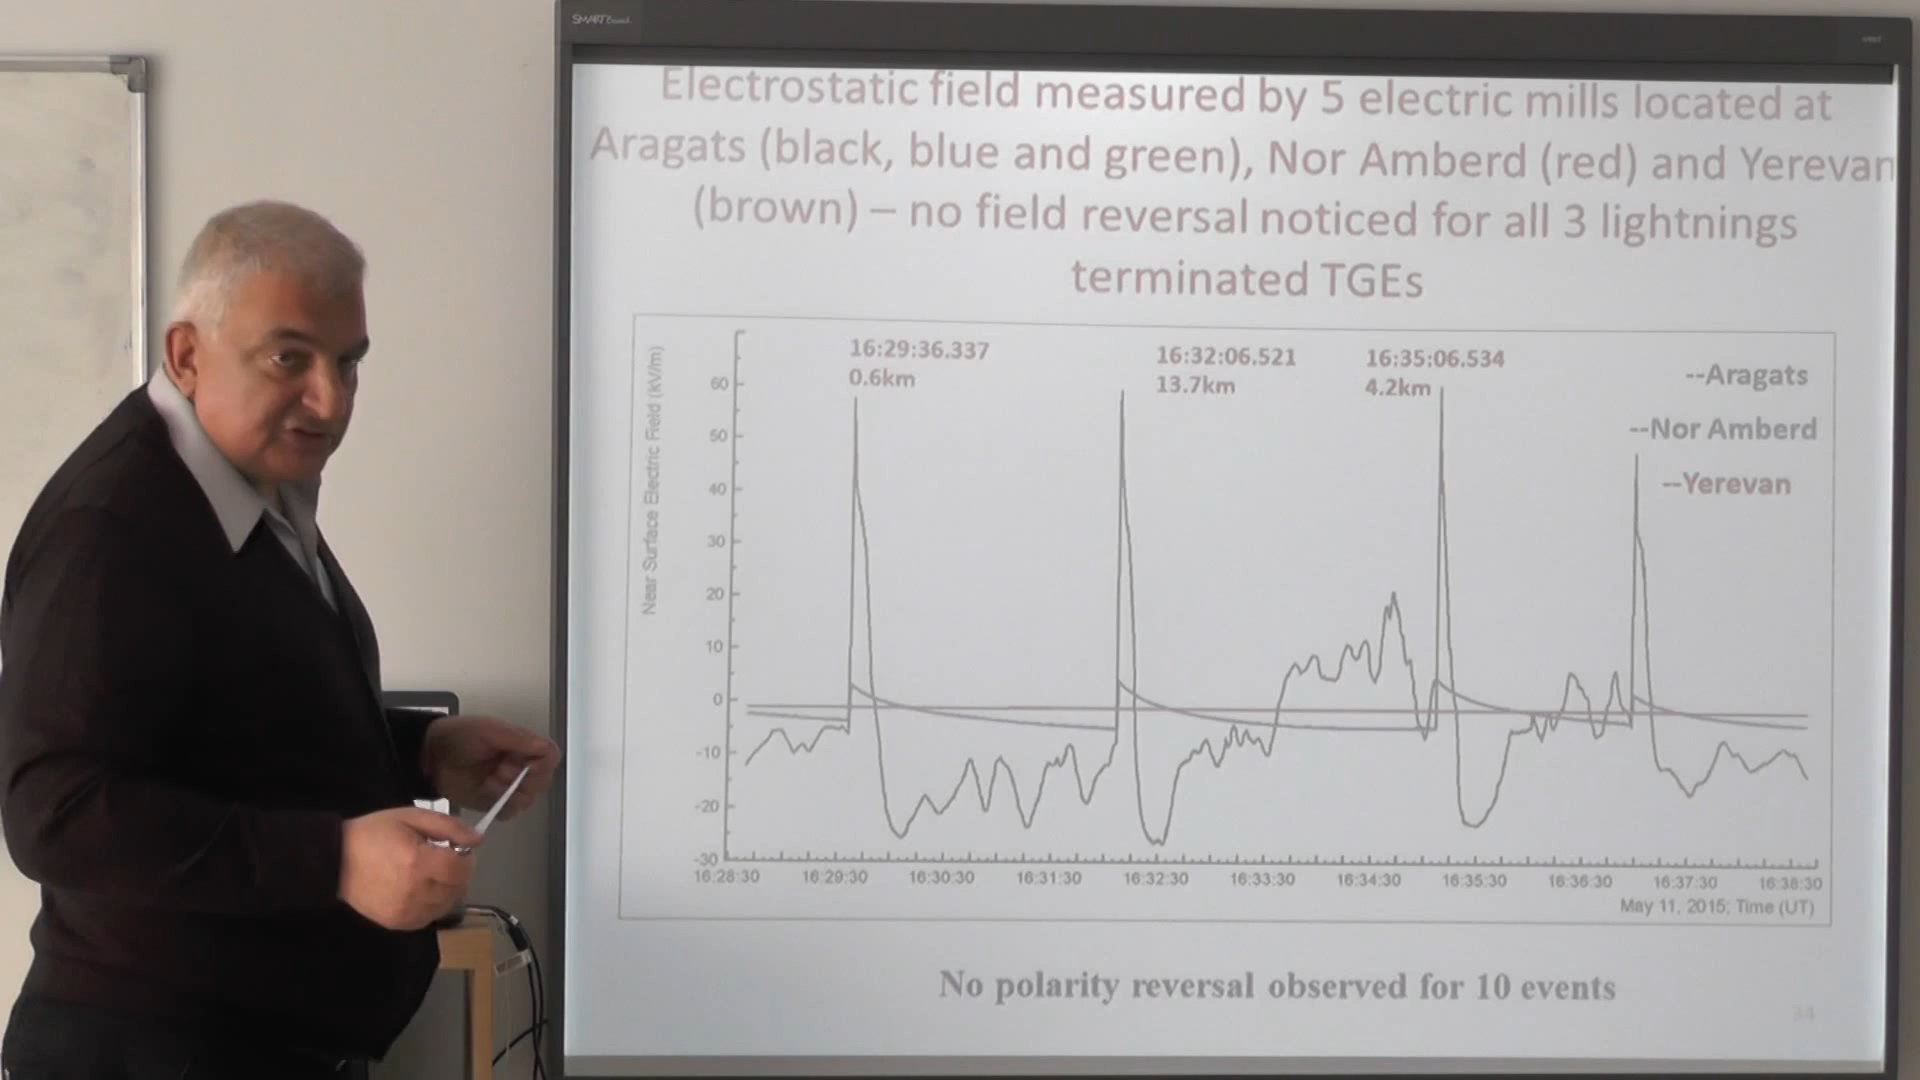 SMART Board
Electrostatic field measured by 5 electric mills located at
Aragats (black, blue and green), Nor Amberd (red) and Yerevan
(brown) – no field reversal noticed for all 3 lightnings
terminated TGEs
16:29:36.337
0.6km
16:32:06.521
13.7km
16:35:06.534
4.2km
--Aragats
--Nor Amberd
--Yerevan
Near Surface Electric Field (kV/m)
60
50
40
30
20
10
0
-10
-20
-30
16:28:30 16:29:30 16:30:30 16:31:30 16:32:30 16:33:30 16:34:30 16:35:30 16:36:30 16:37:30 16:38:30
May 11, 2015; Time (UT)
No polarity reversal observed for 10 events
34